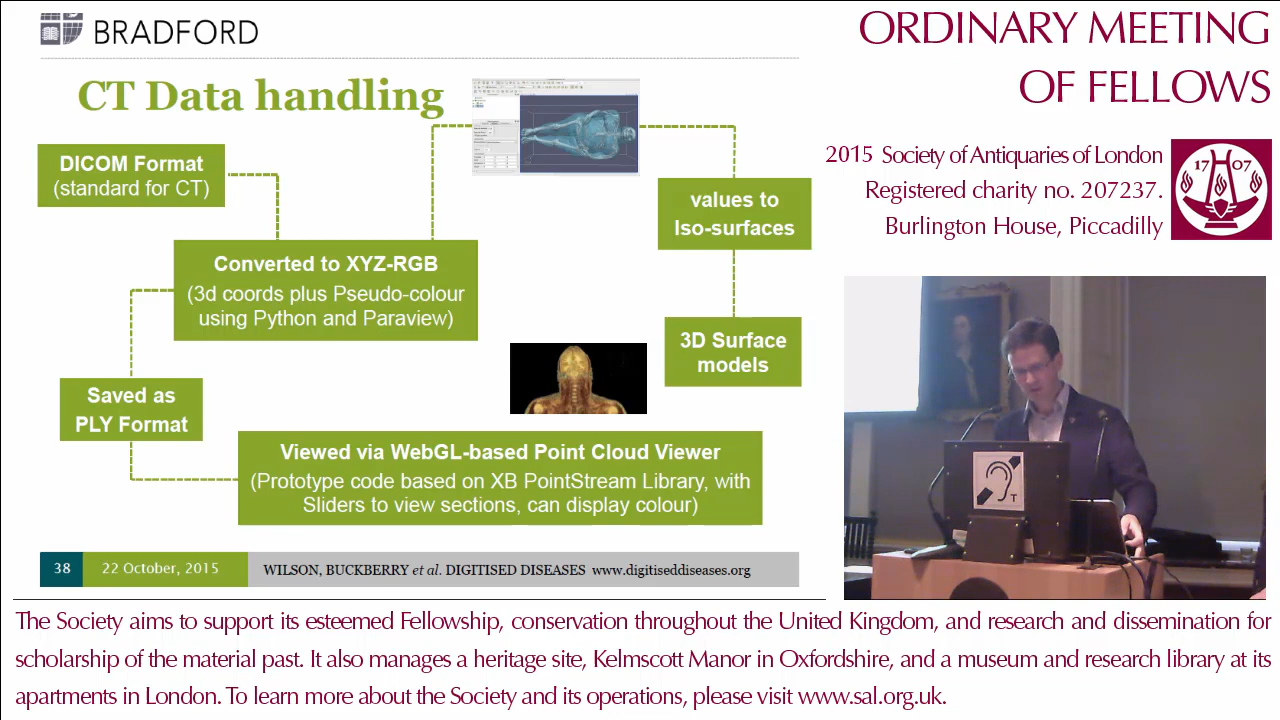 BRADFORD
CT Data handling
DICOM Format
(standard for CT)
Converted to XYZ-RGB
(3d coords plus Pseudo-colour
using Python and Paraview)
values to
Iso-surfaces
3D Surface
models
Saved as
PLY Format
Viewed via WebGL-based Point Cloud Viewer
(Prototype code based on XB PointStream Library, with
Sliders to view sections, can display colour)
38 22 October, 2015 WILSON, BUCKBERRY et al. DIGITISED DISEASES www.digitiseddiseases.org
ORDINARY MEETING
OF FELLOWS
2015 Society of Antiquaries of London
Registered charity no. 207237.
Burlington House, Piccadilly
17 07
T
The Society aims to support its esteemed Fellowship, conservation throughout the United Kingdom, and research and dissemination for
scholarship of the material past. It also manages a heritage site, Kelmscott Manor in Oxfordshire, and a museum and research library at its
apartments in London. To learn more about the Society and its operations, please visit www.sal.org.uk.